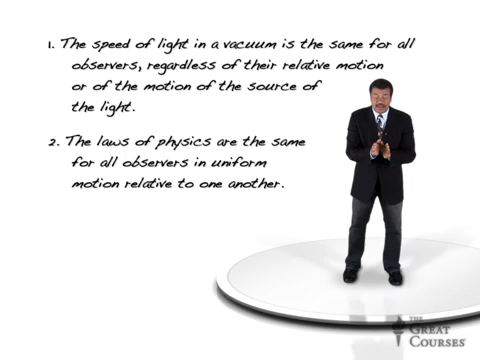 1. The speed of light in a vacuum is the same for all
observers, regardless of their relative motion
or of the motion of the source of
the light.
2. The laws of physics are the same
for all observers in uniform
motion relative to one another.
THE
GREAT
COURSES®